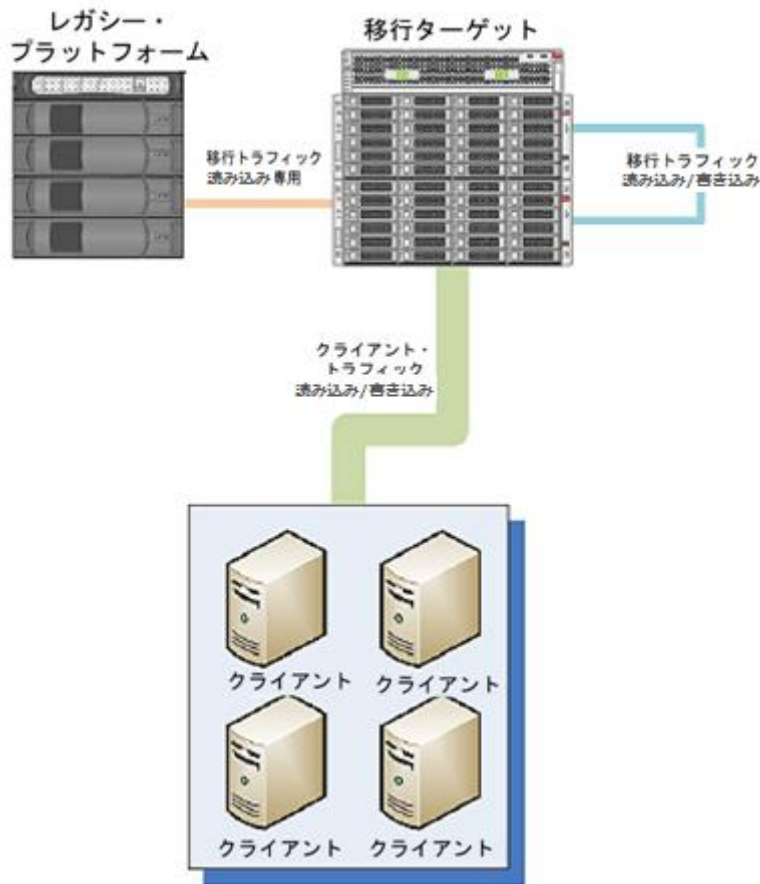 レガシー・
プラットフォーム
移行ターゲット
移行トラフィック
読み込み専用
移行トラフィック
読み込み/書き込み
クライアント・
トラフィック
読み込み/書き込み
クライアント
クライアント
クライアント
クライアント